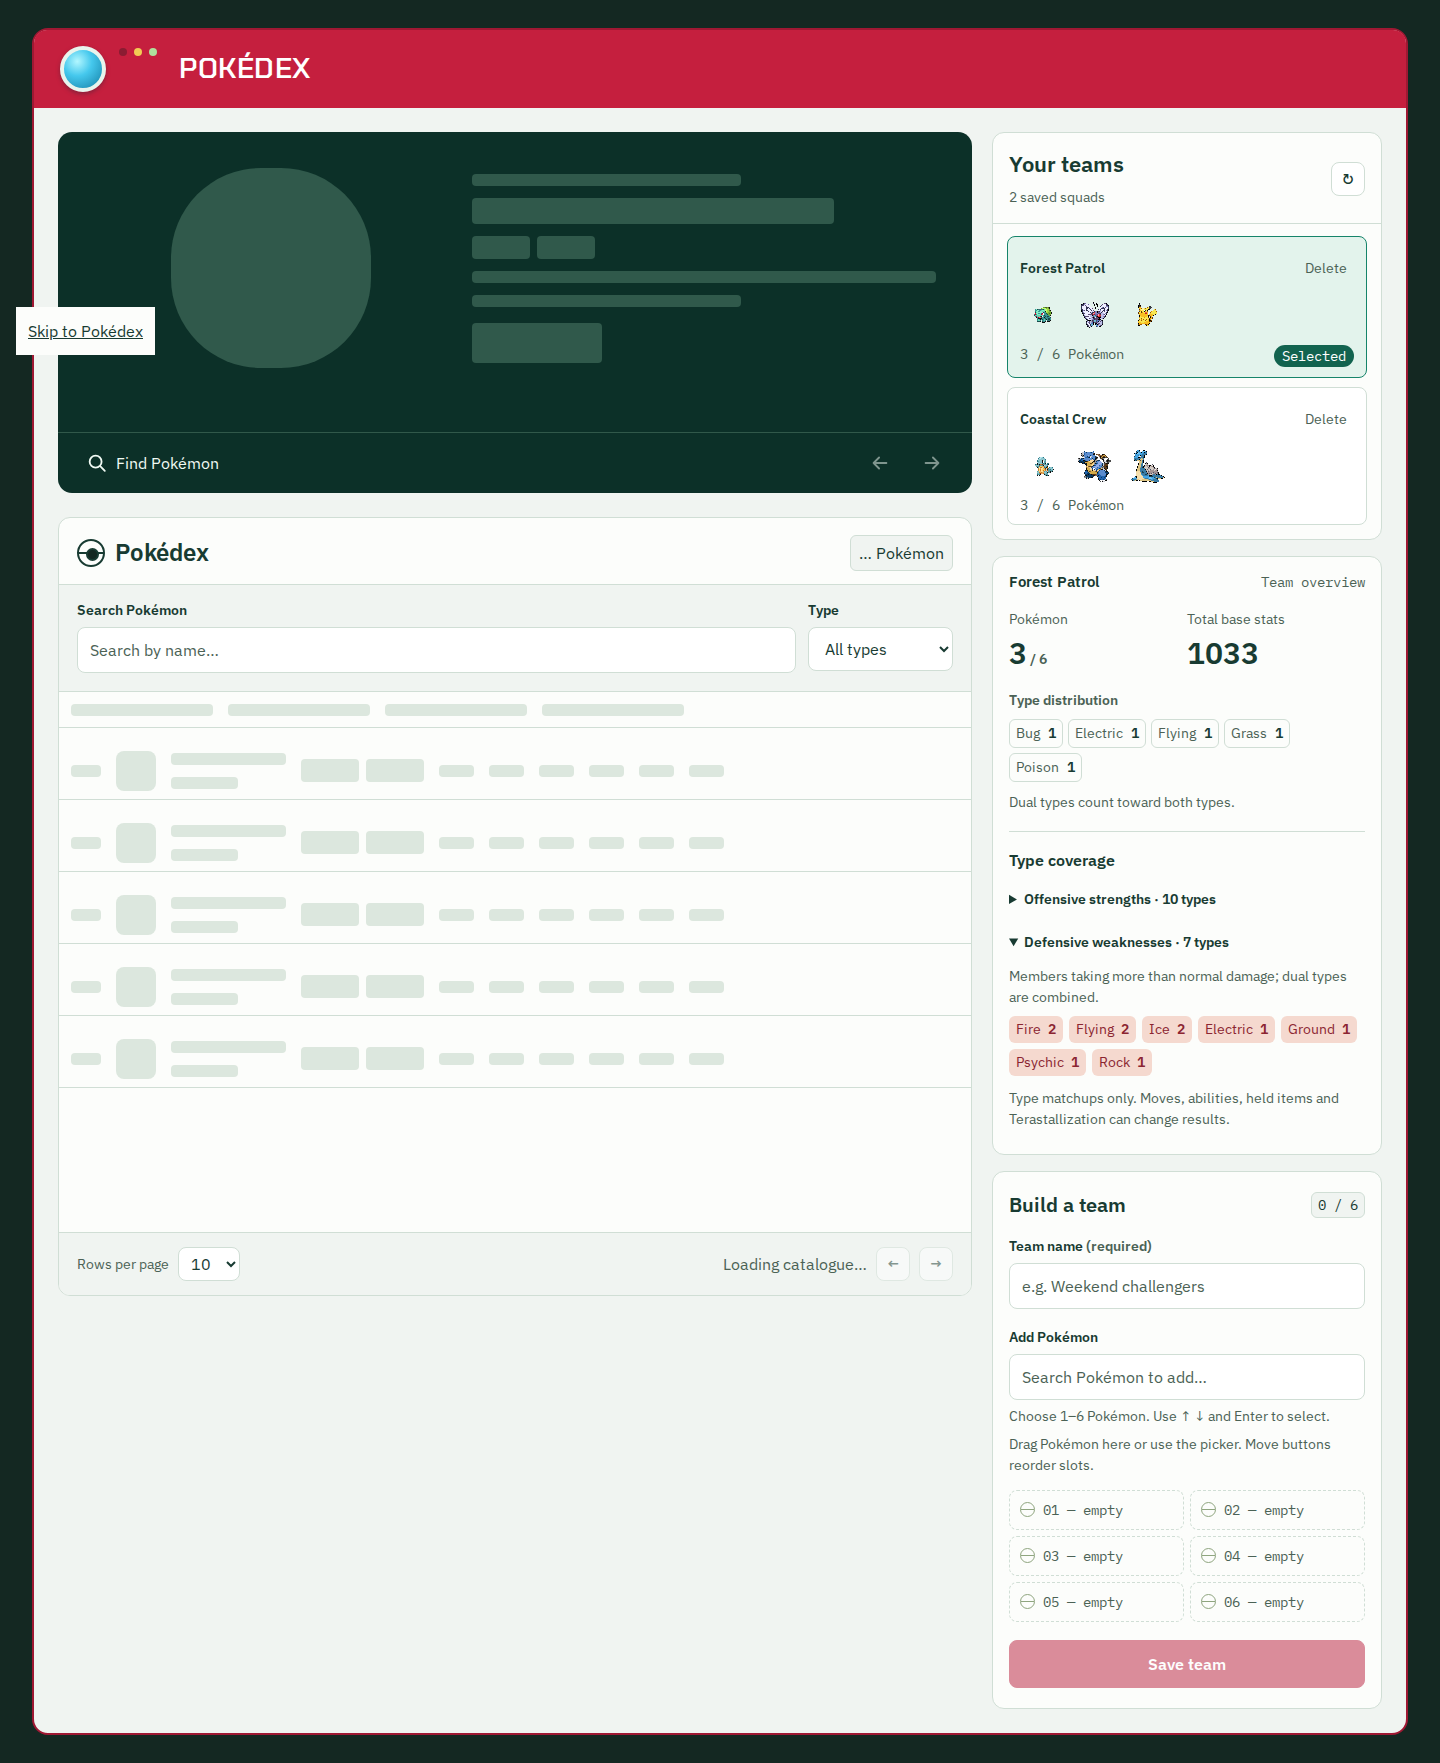 POKÉDEX
Skip to Pokédex
Find Pokémon
Pokédex
... Pokémon
Search Pokémon
Type
Search by name...
All types
Rows per page
10
Loading catalogue...
Your teams
2 saved squads
Forest Patrol
Delete
3 / 6 Pokémon
Selected
Coastal Crew
Delete
3 / 6 Pokémon
Forest Patrol
Team overview
Pokémon
Total base stats
3 / 6
1033
Type distribution
Bug 1
Electric 1
Flying 1
Grass 1
Poison 1
Dual types count toward both types.
Type coverage
Offensive strengths · 10 types
Defensive weaknesses · 7 types
Members taking more than normal damage; dual types
are combined.
Fire 2
Flying 2
Ice 2
Electric 1
Ground 1
Psychic 1
Rock 1
Type matchups only. Moves, abilities, held items and
Terastallization can change results.
Build a team
0 / 6
Team name (required)
e.g. Weekend challengers
Add Pokémon
Search Pokémon to add...
Choose 1–6 Pokémon. Use ↑ ↓ and Enter to select.
Drag Pokémon here or use the picker. Move buttons
reorder slots.
01 — empty
02 — empty
03 — empty
04 — empty
05 — empty
06 — empty
Save team